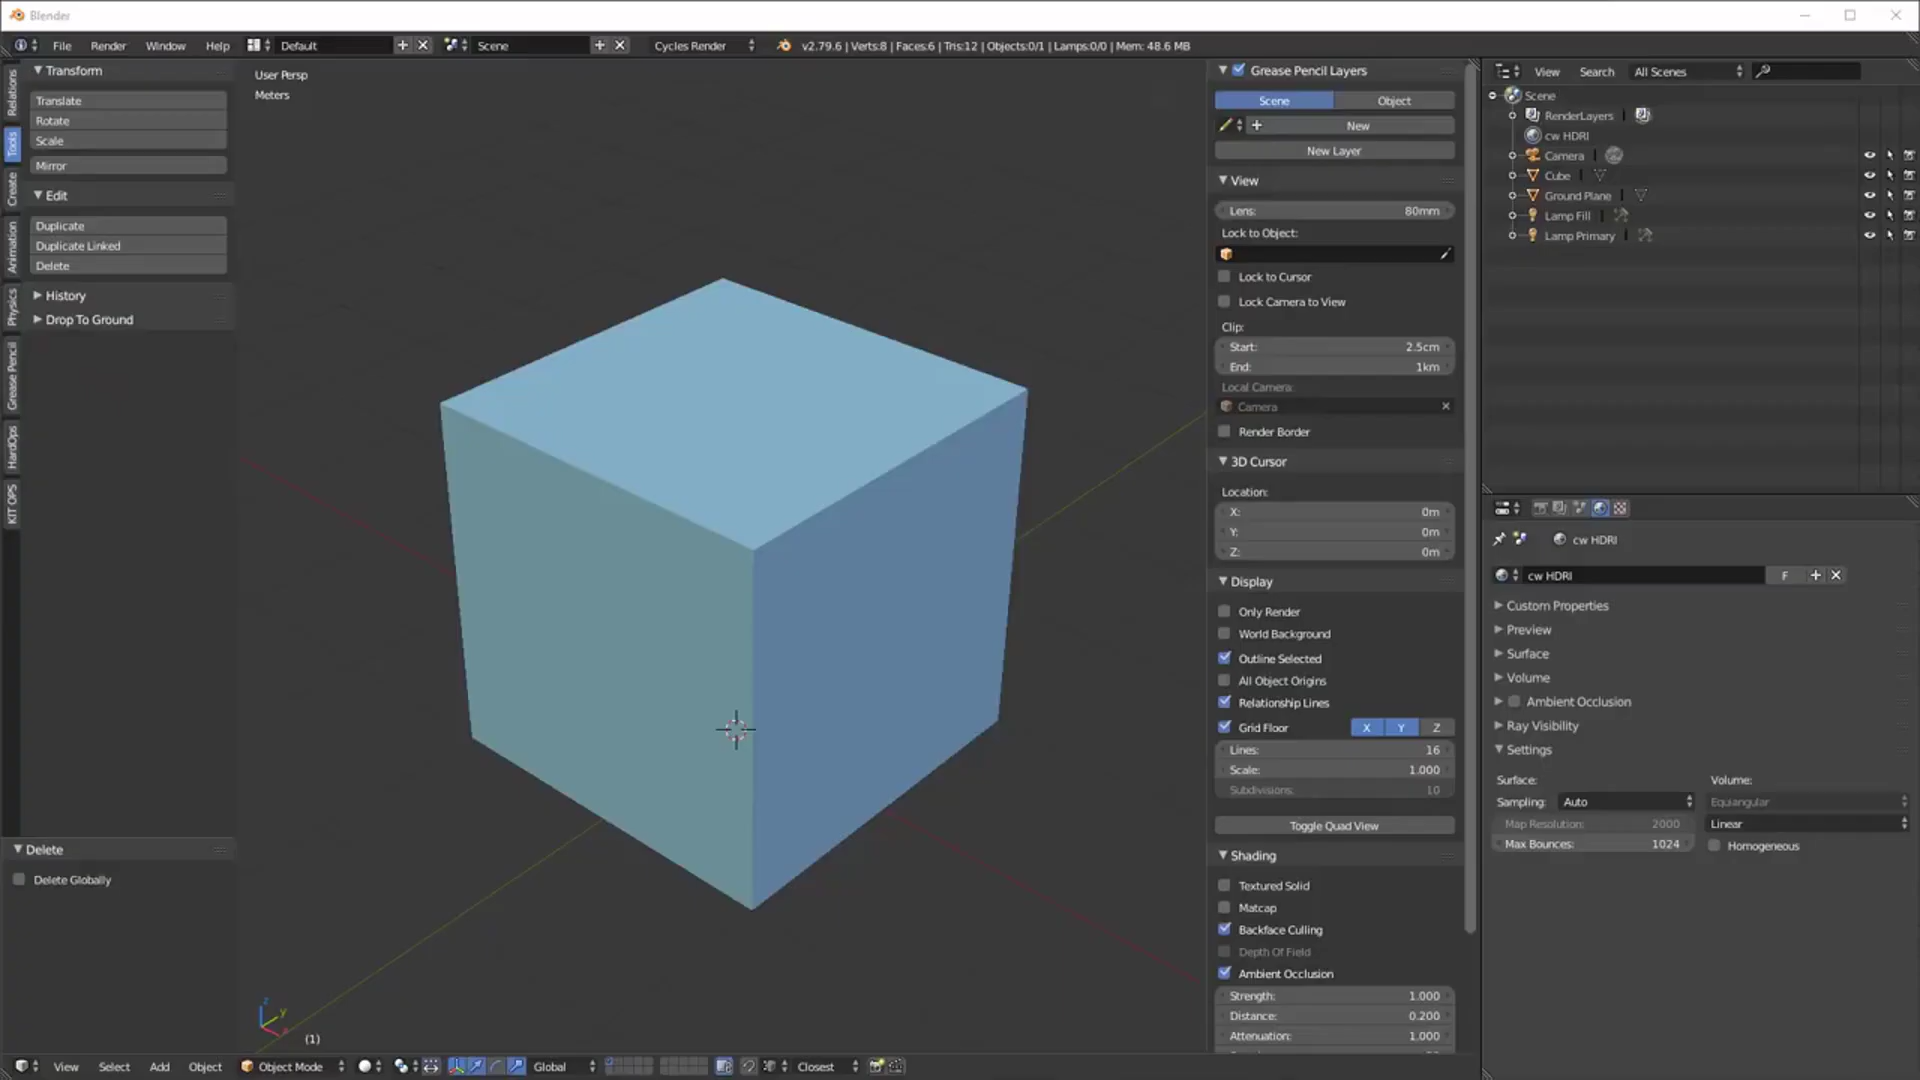 Blender
File Render Window Help Default Scene Cycles Render v2.79.6 | Verts:8 | Faces:6 | Tris:12 | Objects:0/1 | Lamps:0/0 | Mem: 48.6 MB
Relations
Tools
Create
Animation
Physics
Grease Pencil
HardOps
KIT OPS
Transform
Translate
Rotate
Scale
Mirror
Edit
Duplicate
Duplicate Linked
Delete
History
Drop To Ground
Delete
Delete Globally
User Persp
Meters
z
y
x
(1)
View Select Add Object Object Mode Global Closest
Grease Pencil Layers
Scene Object
New
New Layer
View
Lens: 80mm
Lock to Object:
Lock to Cursor
Lock Camera to View
Clip:
Start: 2.5cm
End: 1km
Local Camera:
Camera
Render Border
3D Cursor
Location:
X: 0m
Y: 0m
Z: 0m
Display
Only Render
World Background
Outline Selected
All Object Origins
Relationship Lines
Grid Floor X Y Z
Lines: 16
Scale: 1.000
Subdivisions: 10
Toggle Quad View
Shading
Textured Solid
Matcap
Backface Culling
Depth Of Field
Ambient Occlusion
Strength: 1.000
Distance: 0.200
Attenuation: 1.000
View Search All Scenes
Scene
RenderLayers
cw HDRI
Camera
Cube
Ground Plane
Lamp Fill
Lamp Primary
cw HDRI
cw HDRI F
Custom Properties
Preview
Surface
Volume
Ambient Occlusion
Ray Visibility
Settings
Surface: Volume:
Sampling: Auto Equiangular
Map Resolution: 2000 Linear
Max Bounces: 1024 Homogeneous